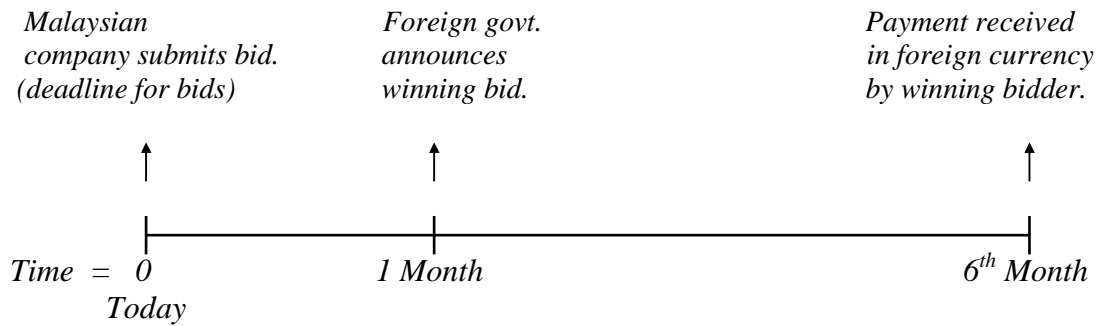 Malaysian
company submits bid.
(deadline for bids)
Foreign govt.
announces
winning bid.
Payment received
in foreign currency
by winning bidder.
Time = 0
Today
1 Month
6th Month